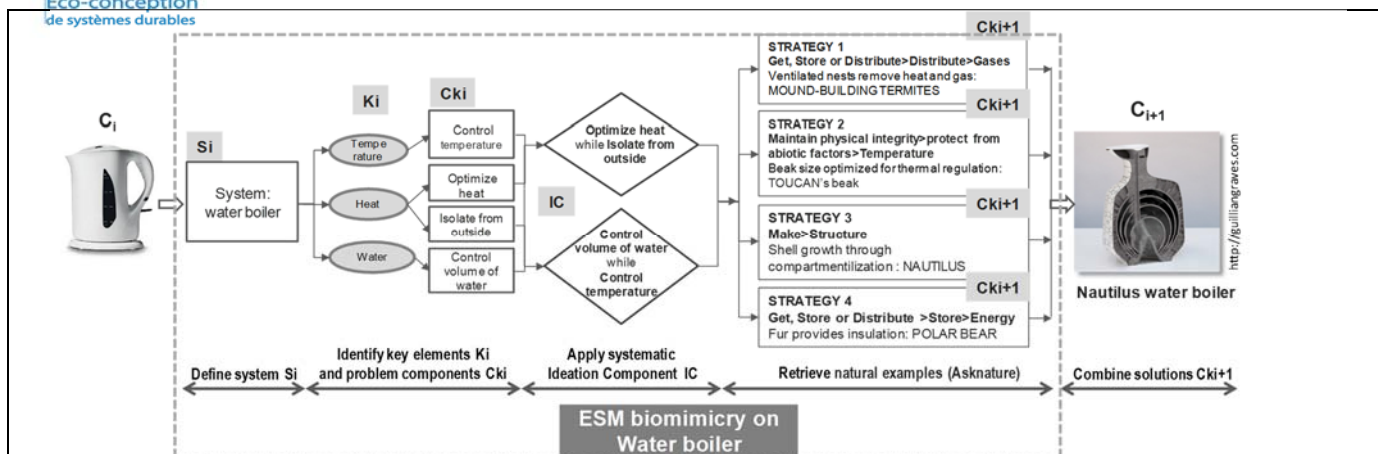 Eco-conception
de systèmes durables
Ci
Si
System:
water boiler
Ki
Tempe
rature
Heat
Water
Cki
Control
temperature
Optimize
heat
Isolate from
outside
Control
volume of
water
IC
Optimize heat
while Isolate from
outside
Control
volume of water
while
Control
temperature
Cki+1
STRATEGY 1
Get, Store or Distribute>Distribute>Gases
Ventilated nests remove heat and gas:
MOUND-BUILDING TERMITES
Cki+1
STRATEGY 2
Maintain physical integrity>protect from
abiotic factors>Temperature
Beak size optimized for thermal regulation:
TOUCAN's beak
Cki+1
STRATEGY 3
Make>Structure
Shell growth through
compartmentilization : NAUTILUS
Cki+1
STRATEGY 4
Get, Store or Distribute >Store>Energy
Fur provides insulation: POLAR BEAR
Ci+1
http://guilliangraves.com
Nautilus water boiler
Define system Si
Identify key elements Ki
and problem components Cki
Apply systematic
Ideation Component IC
Retrieve natural examples (Asknature)
Combine solutions Cki+1
ESM biomimicry on
Water boiler